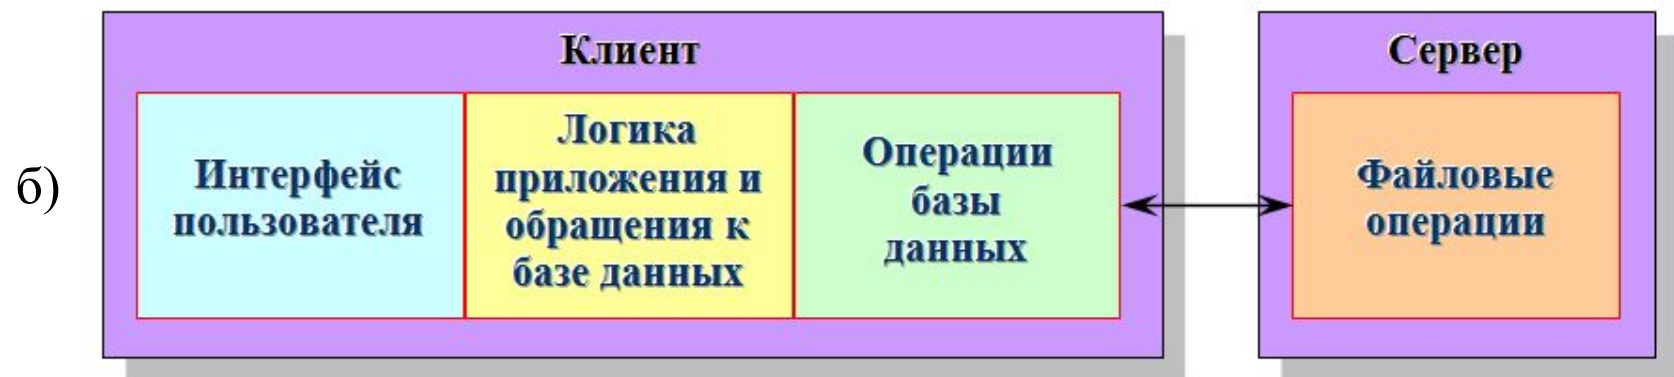 Клиент
Сервер
б)
Интерфейс
пользователя
Логика
приложения и
обращения к
базе данных
Операции
базы
данных
Файловые
операции